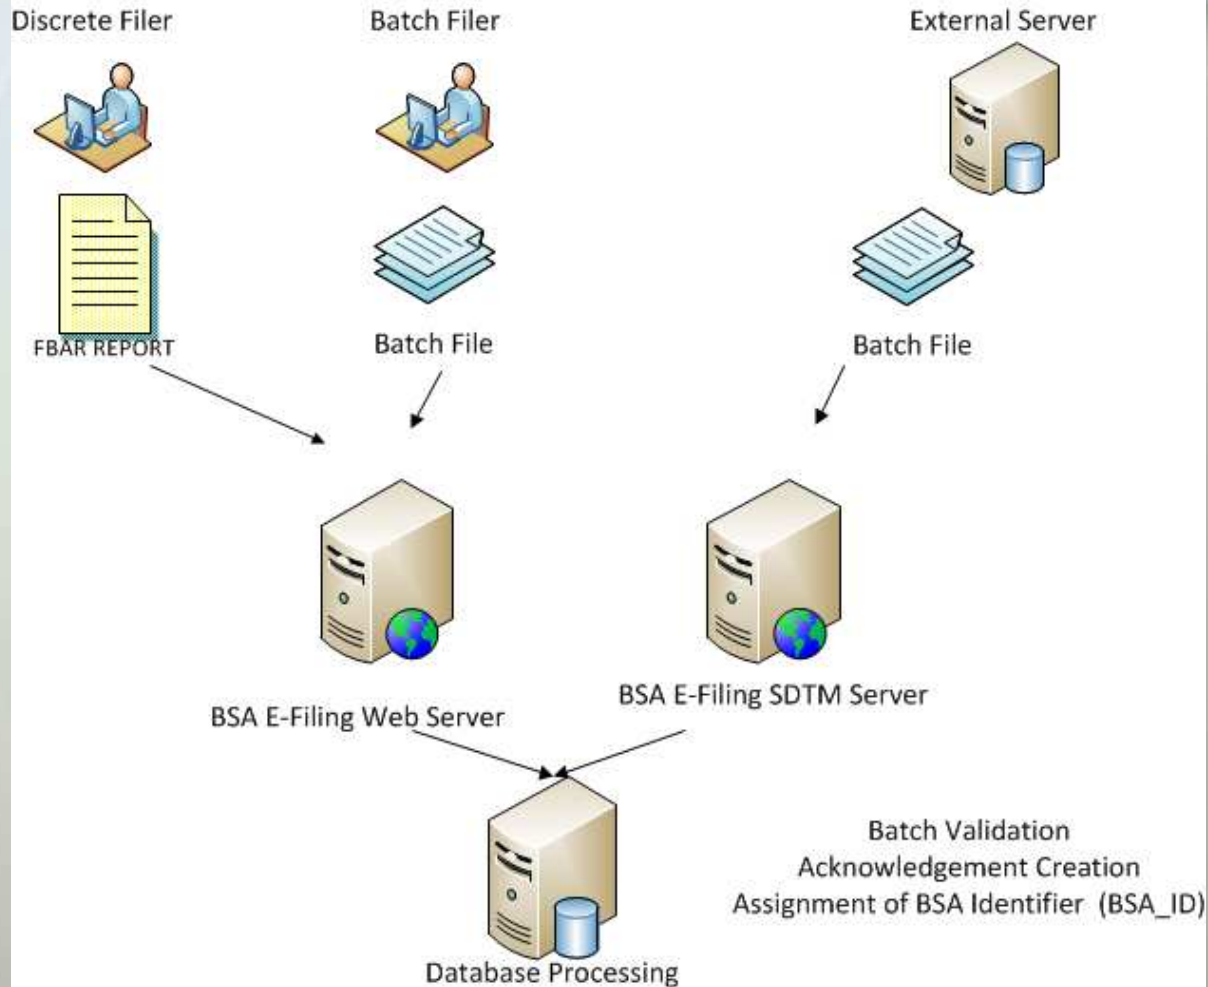 Discrete Filer
Batch Filer
External Server
FBAR REPORT
Batch File
Batch File
BSA E-Filing Web Server
BSA E-Filing SDTM Server
Batch Validation
Acknowledgement Creation
Assignment of BSA Identifier (BSA_ID)
Database Processing